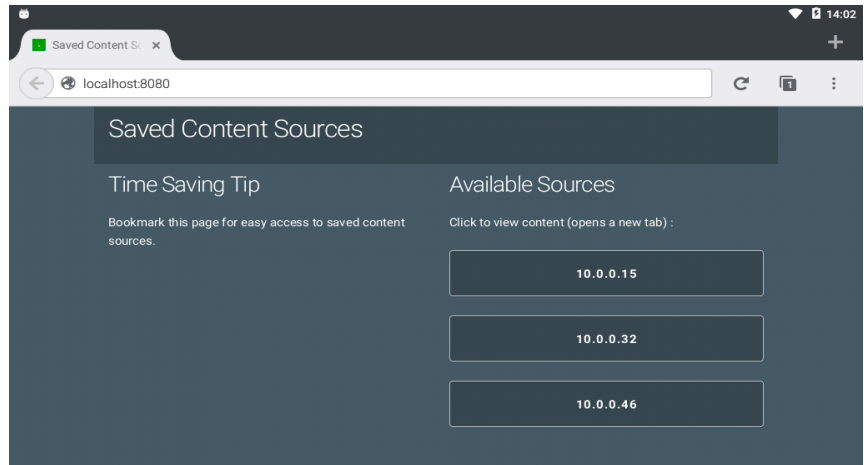 14:02
Saved Content So
localhost:8080
1
Saved Content Sources
Time Saving Tip
Bookmark this page for easy access to saved content
sources.
Available Sources
Click to view content (opens a new tab) :
10.0.0.15
10.0.0.32
10.0.0.46